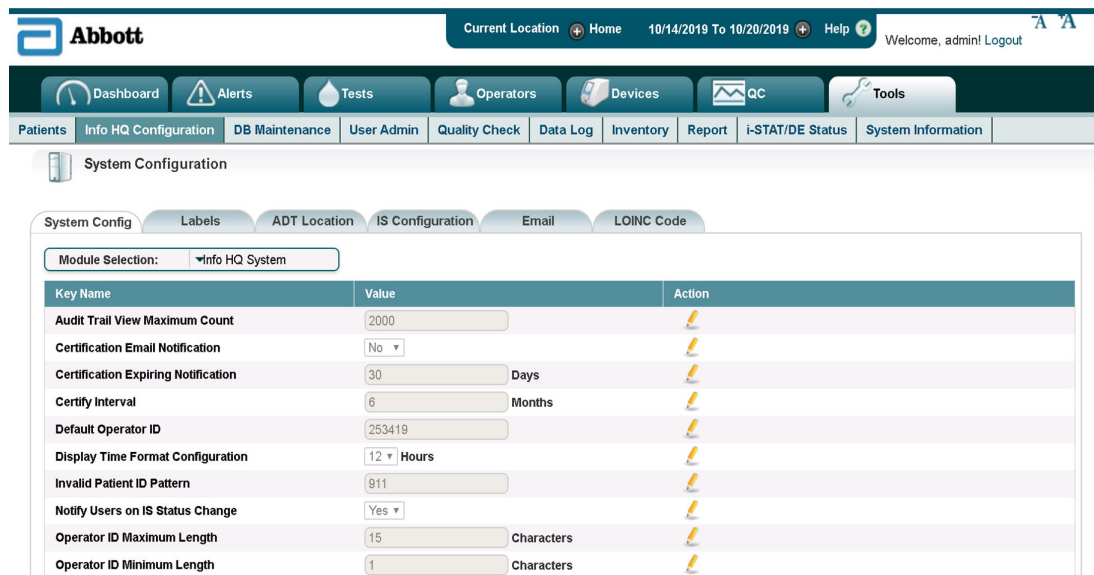 Abbott
Current Location Home 10/14/2019 To 10/20/2019 Help ?
-A +A
Welcome, admin! Logout
Dashboard Alerts Tests Operators Devices QC Tools
Patients Info HQ Configuration DB Maintenance User Admin Quality Check Data Log Inventory Report i-STAT/DE Status System Information
System Configuration
System Config Labels ADT Location IS Configuration Email LOINC Code
Module Selection: Info HQ System
Key Name Value Action
Audit Trail View Maximum Count 2000
Certification Email Notification No
Certification Expiring Notification 30 Days
Certify Interval 6 Months
Default Operator ID 253419
Display Time Format Configuration 12 Hours
Invalid Patient ID Pattern 911
Notify Users on IS Status Change Yes
Operator ID Maximum Length 15 Characters
Operator ID Minimum Length 1 Characters